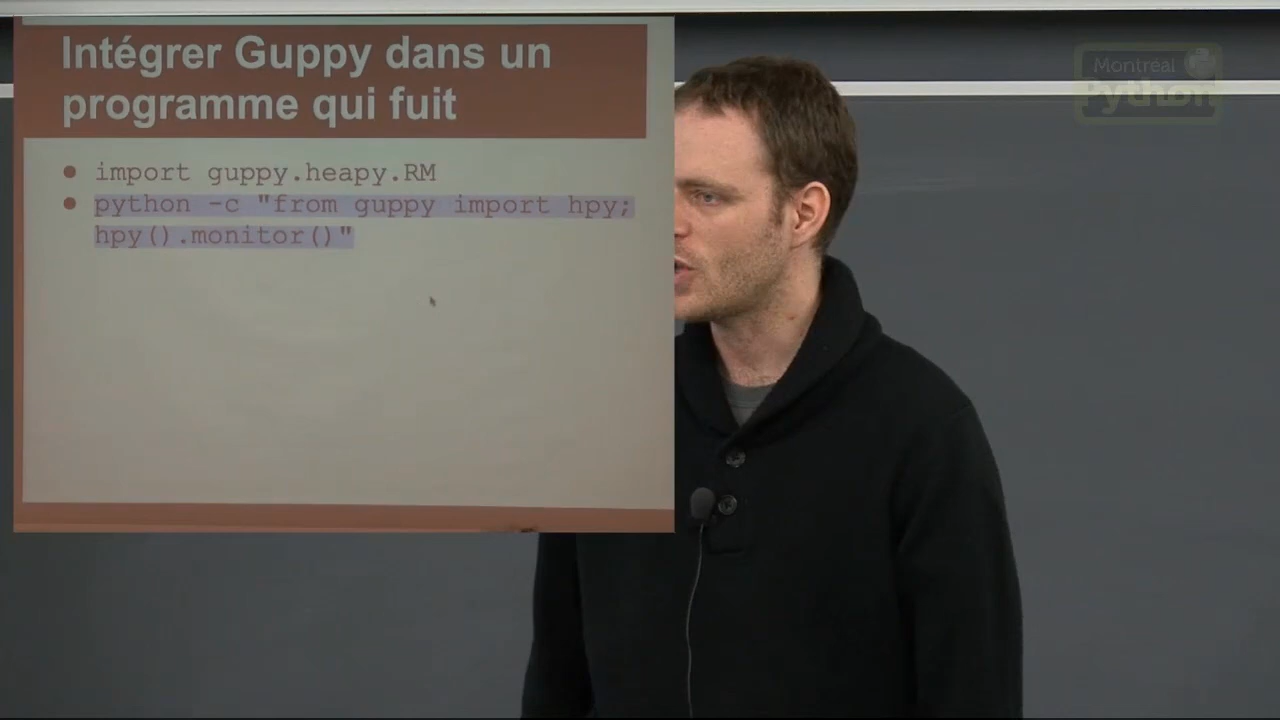 Intégrer Guppy dans un
programme qui fuit
import guppy.heapy.RM
python -c "from guppy import hpy;
hpy().monitor()"
Montréal
Python